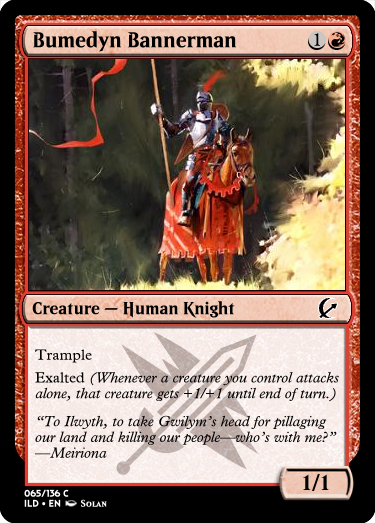 Bumedyn Bannerman 1
Creature — Human Knight
Trample
Exalted (Whenever a creature you control attacks
alone, that creature gets +1/+1 until end of turn.)
“To Ilwyth, to take Gwilym’s head for pillaging
our land and killing our people—who’s with me?”
—Meiriona
1/1
065/136 C
ILD • EN Solan